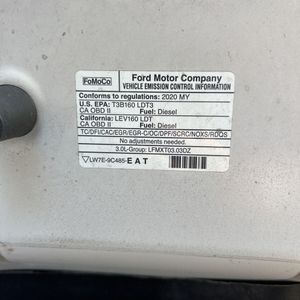 FoMoCo
Ford Motor Company
VEHICLE EMISSION CONTROL INFORMATION
Conforms to regulations: 2020 MY
U.S. EPA: T3B160 LDT3
CA OBD II Fuel: Diesel
California: LEV160 LDT
CA OBD II Fuel: Diesel
TC/DFI/CAC/EGR/EGR-C/OC/DPF/SCRC/NOXS/RDQS
No adjustments needed.
LW7E-9C485-EAT
3.0L-Group: LFMXT03.03DZ